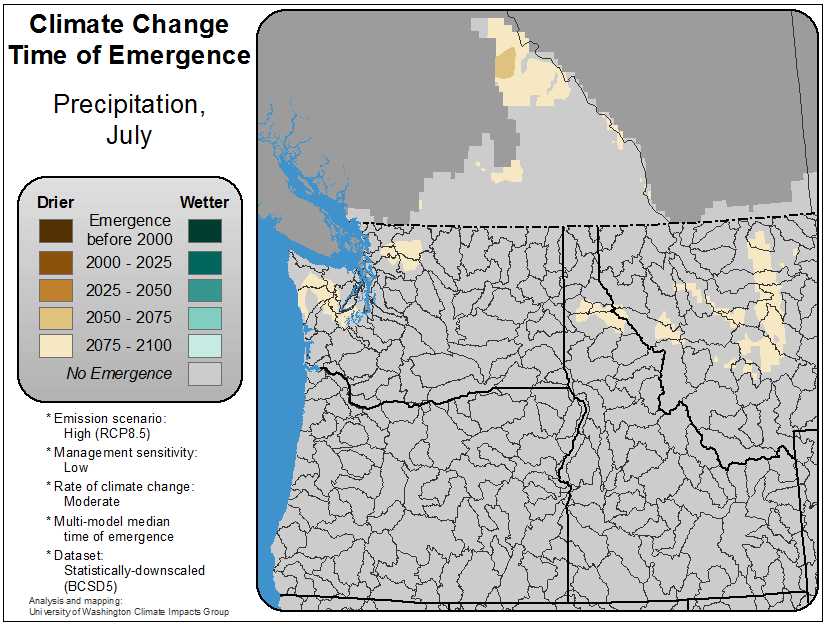 Climate Change
Time of Emergence
Precipitation,
July
Drier
Wetter
Emergence
before 2000
2000 - 2025
2025 - 2050
2050 - 2075
2075 - 2100
No Emergence
* Emission scenario:
High (RCP8.5)
* Management sensitivity:
Low
* Rate of climate change:
Moderate
* Multi-model median
time of emergence
* Dataset:
Statistically-downscaled
(BCSD5)
Analysis and mapping:
University of Washington Climate Impacts Group